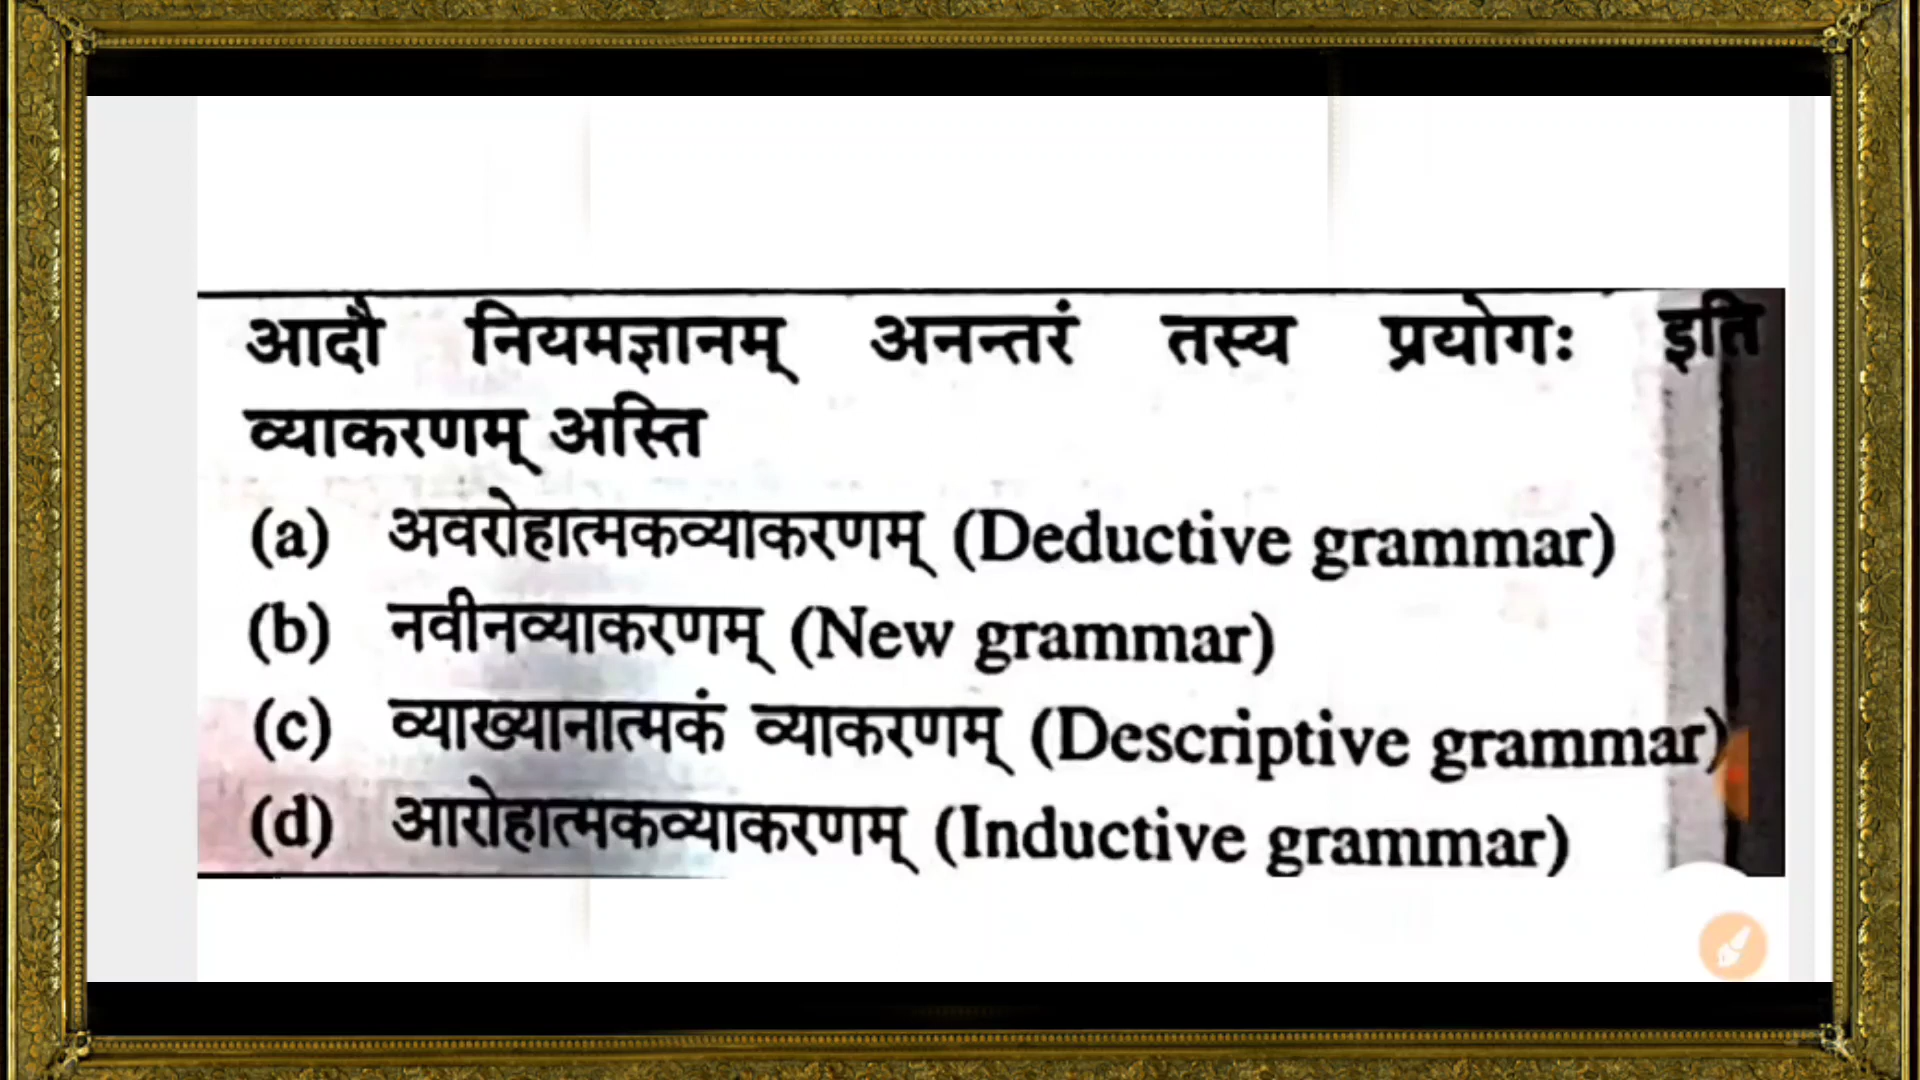 आदौ नियमज्ञानम् अनन्तरं तस्य प्रयोगः इति
व्याकरणम् अस्ति
(a) अवरोहात्मकव्याकरणम् (Deductive grammar)
(b) नवीनव्याकरणम् (New grammar)
(c) व्याख्यानात्मकं व्याकरणम् (Descriptive grammar)
(d) आरोहात्मकव्याकरणम् (Inductive grammar)